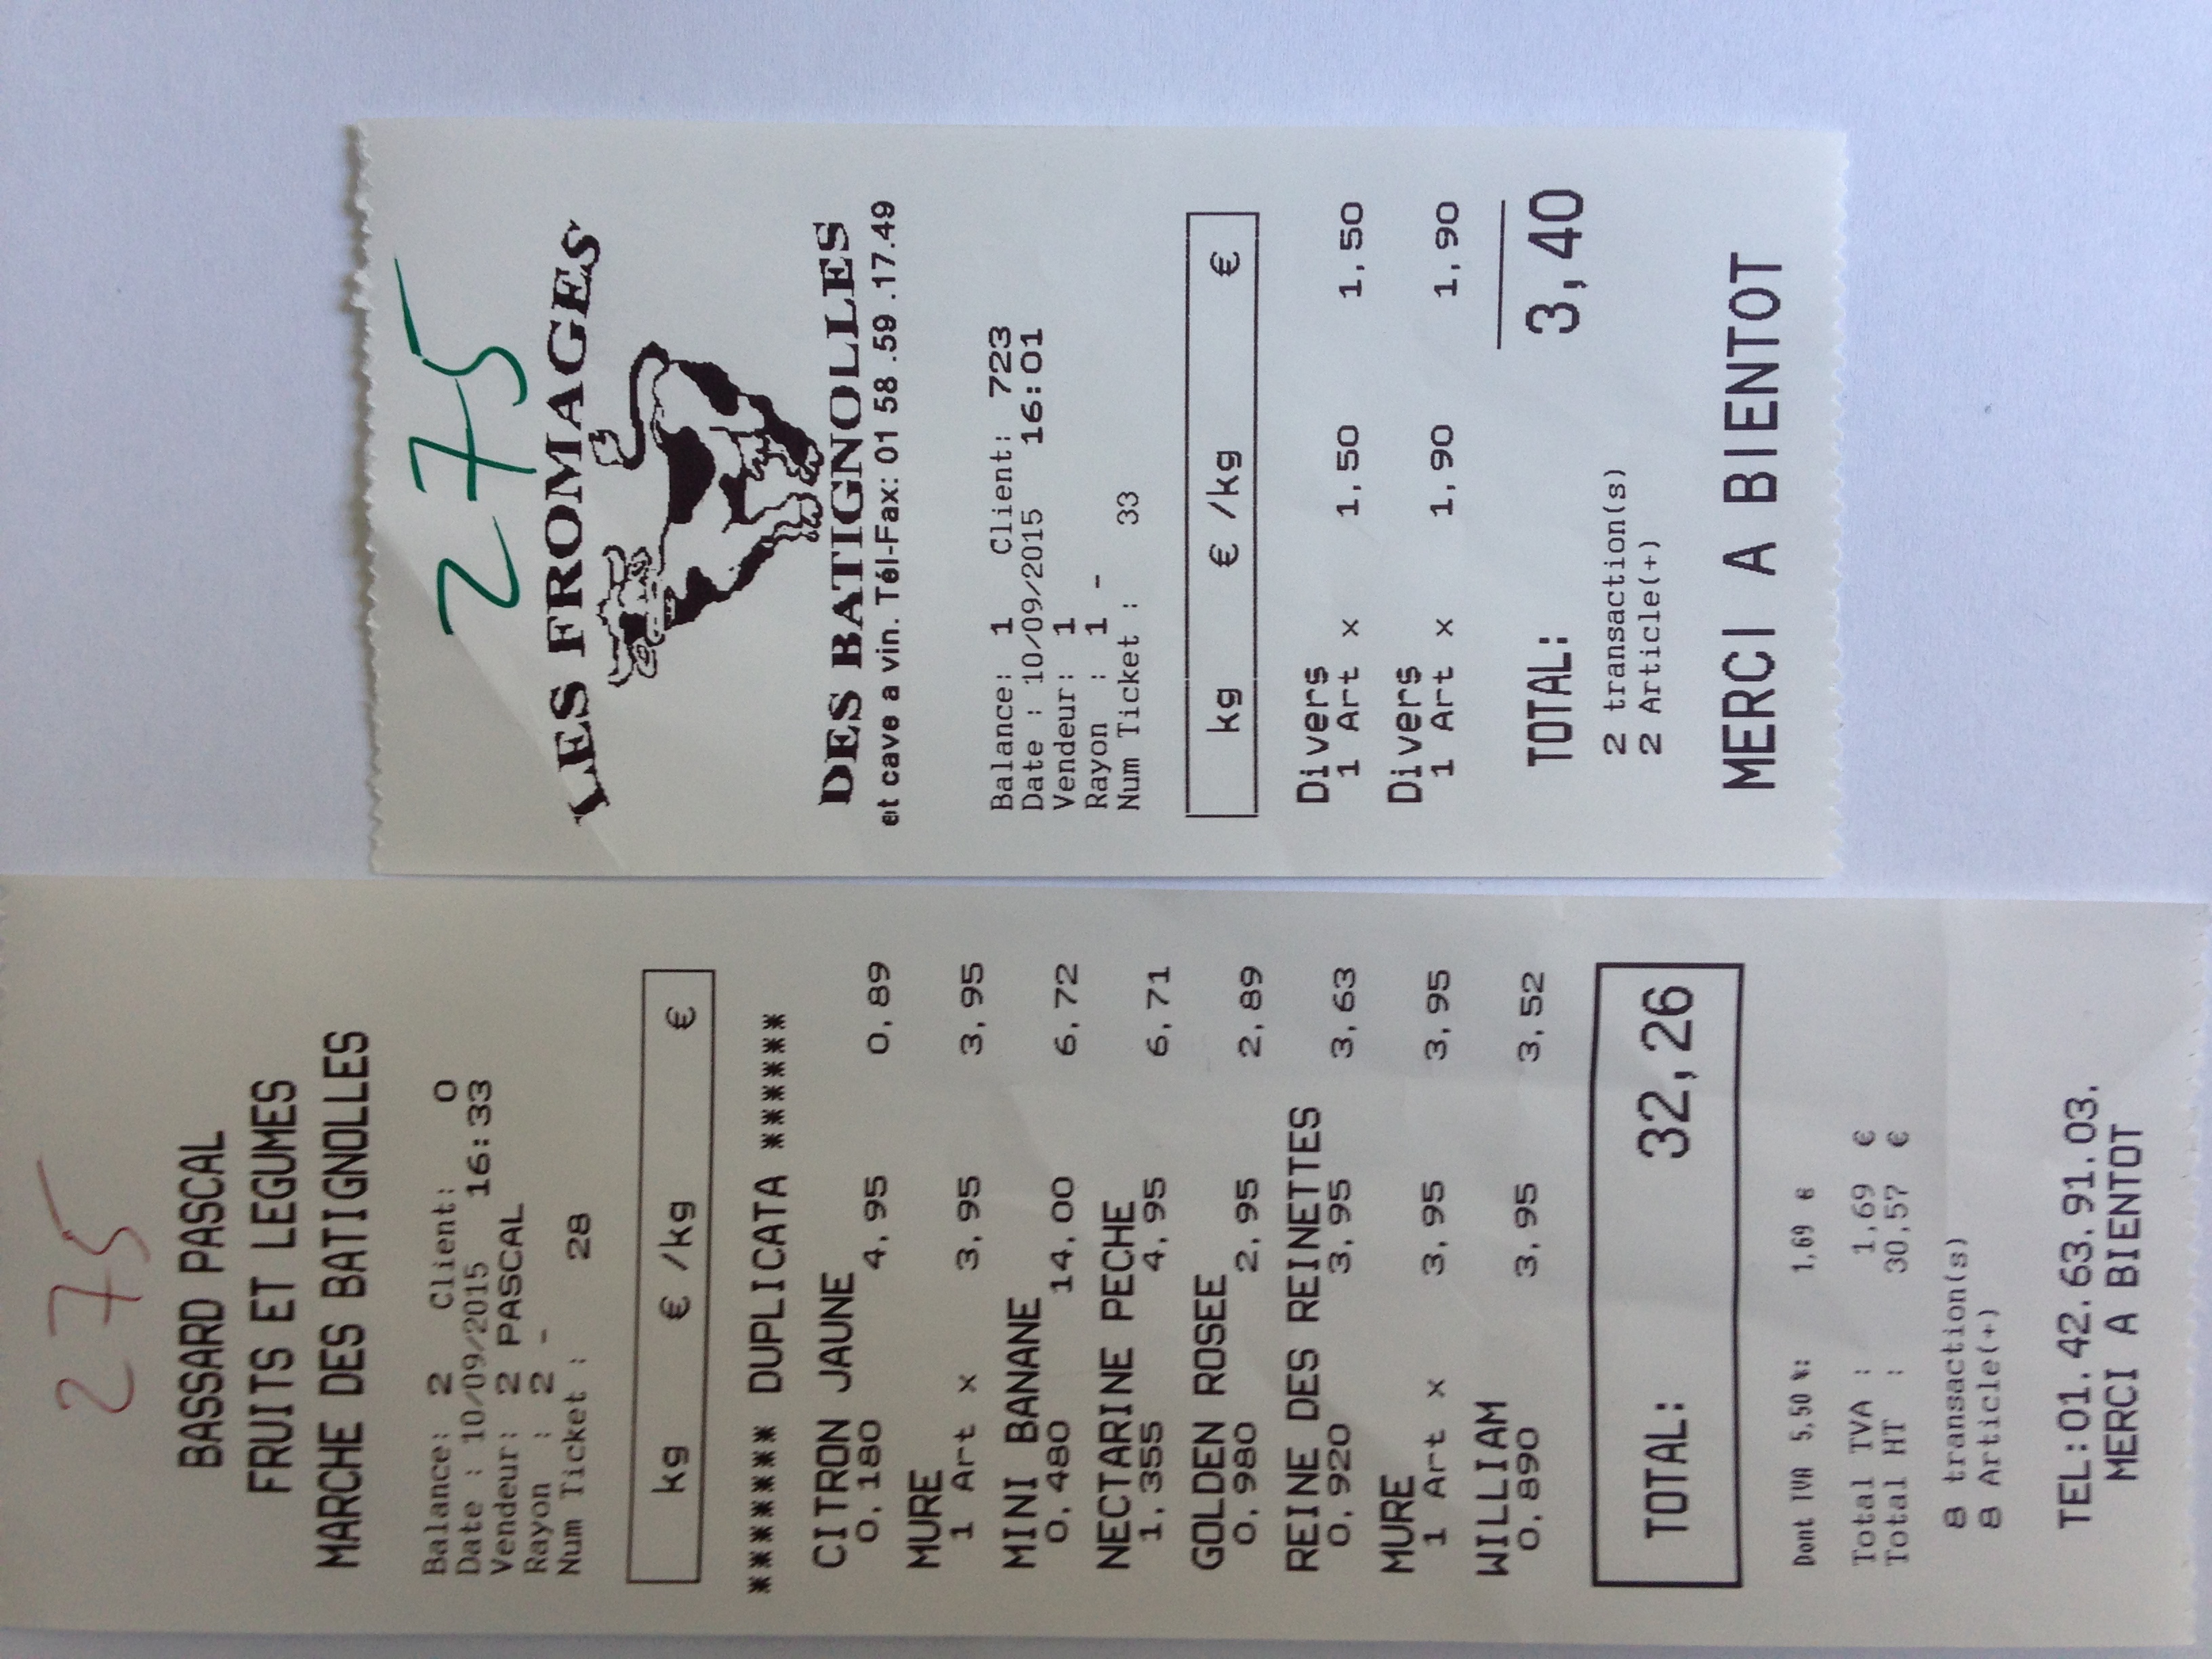 275
BASSARD PASCAL
FRUITS ET LEGUMES
MARCHE DES BATIGNOLLES
Balance: 2 Client: 0
Date : 10/09/2015 16:33
Vendeur: 2 PASCAL
Rayon : 2 -
Num Ticket : 28
kg € /kg €
******* DUPLICATA ******
CITRON JAUNE
0,180 4,95 0,89
MURE
1 Art x 3,95 3,95
MINI BANANE
0,480 14,00 6,72
NECTARINE PECHE
1,355 4,95 6,71
GOLDEN ROSEE
0,980 2,95 2,89
REINE DES REINETTES
0,920 3,95 3,63
MURE
1 Art x 3,95 3,95
WILLIAM
0,890 3,95 3,52
TOTAL: 32,26
Dont TVA 5,50 %: 1,69 €
Total TVA : 1,69 €
Total HT : 30,57 €
8 transaction(s)
8 Article(+)
TEL:01.42.63.91.03.
MERCI A BIENTOT
275
LES FROMAGES
DES BATIGNOLLES
et cave a vin. Tél-Fax: 01 58 .59 .17.49
Balance: 1 Client: 723
Date : 10/09/2015 16:01
Vendeur: 1
Rayon : 1 -
Num Ticket : 33
kg € /kg €
Divers
1 Art x 1,50 1,50
Divers
1 Art x 1,90 1,90
TOTAL: 3,40
2 transaction(s)
2 Article(+)
MERCI A BIENTOT